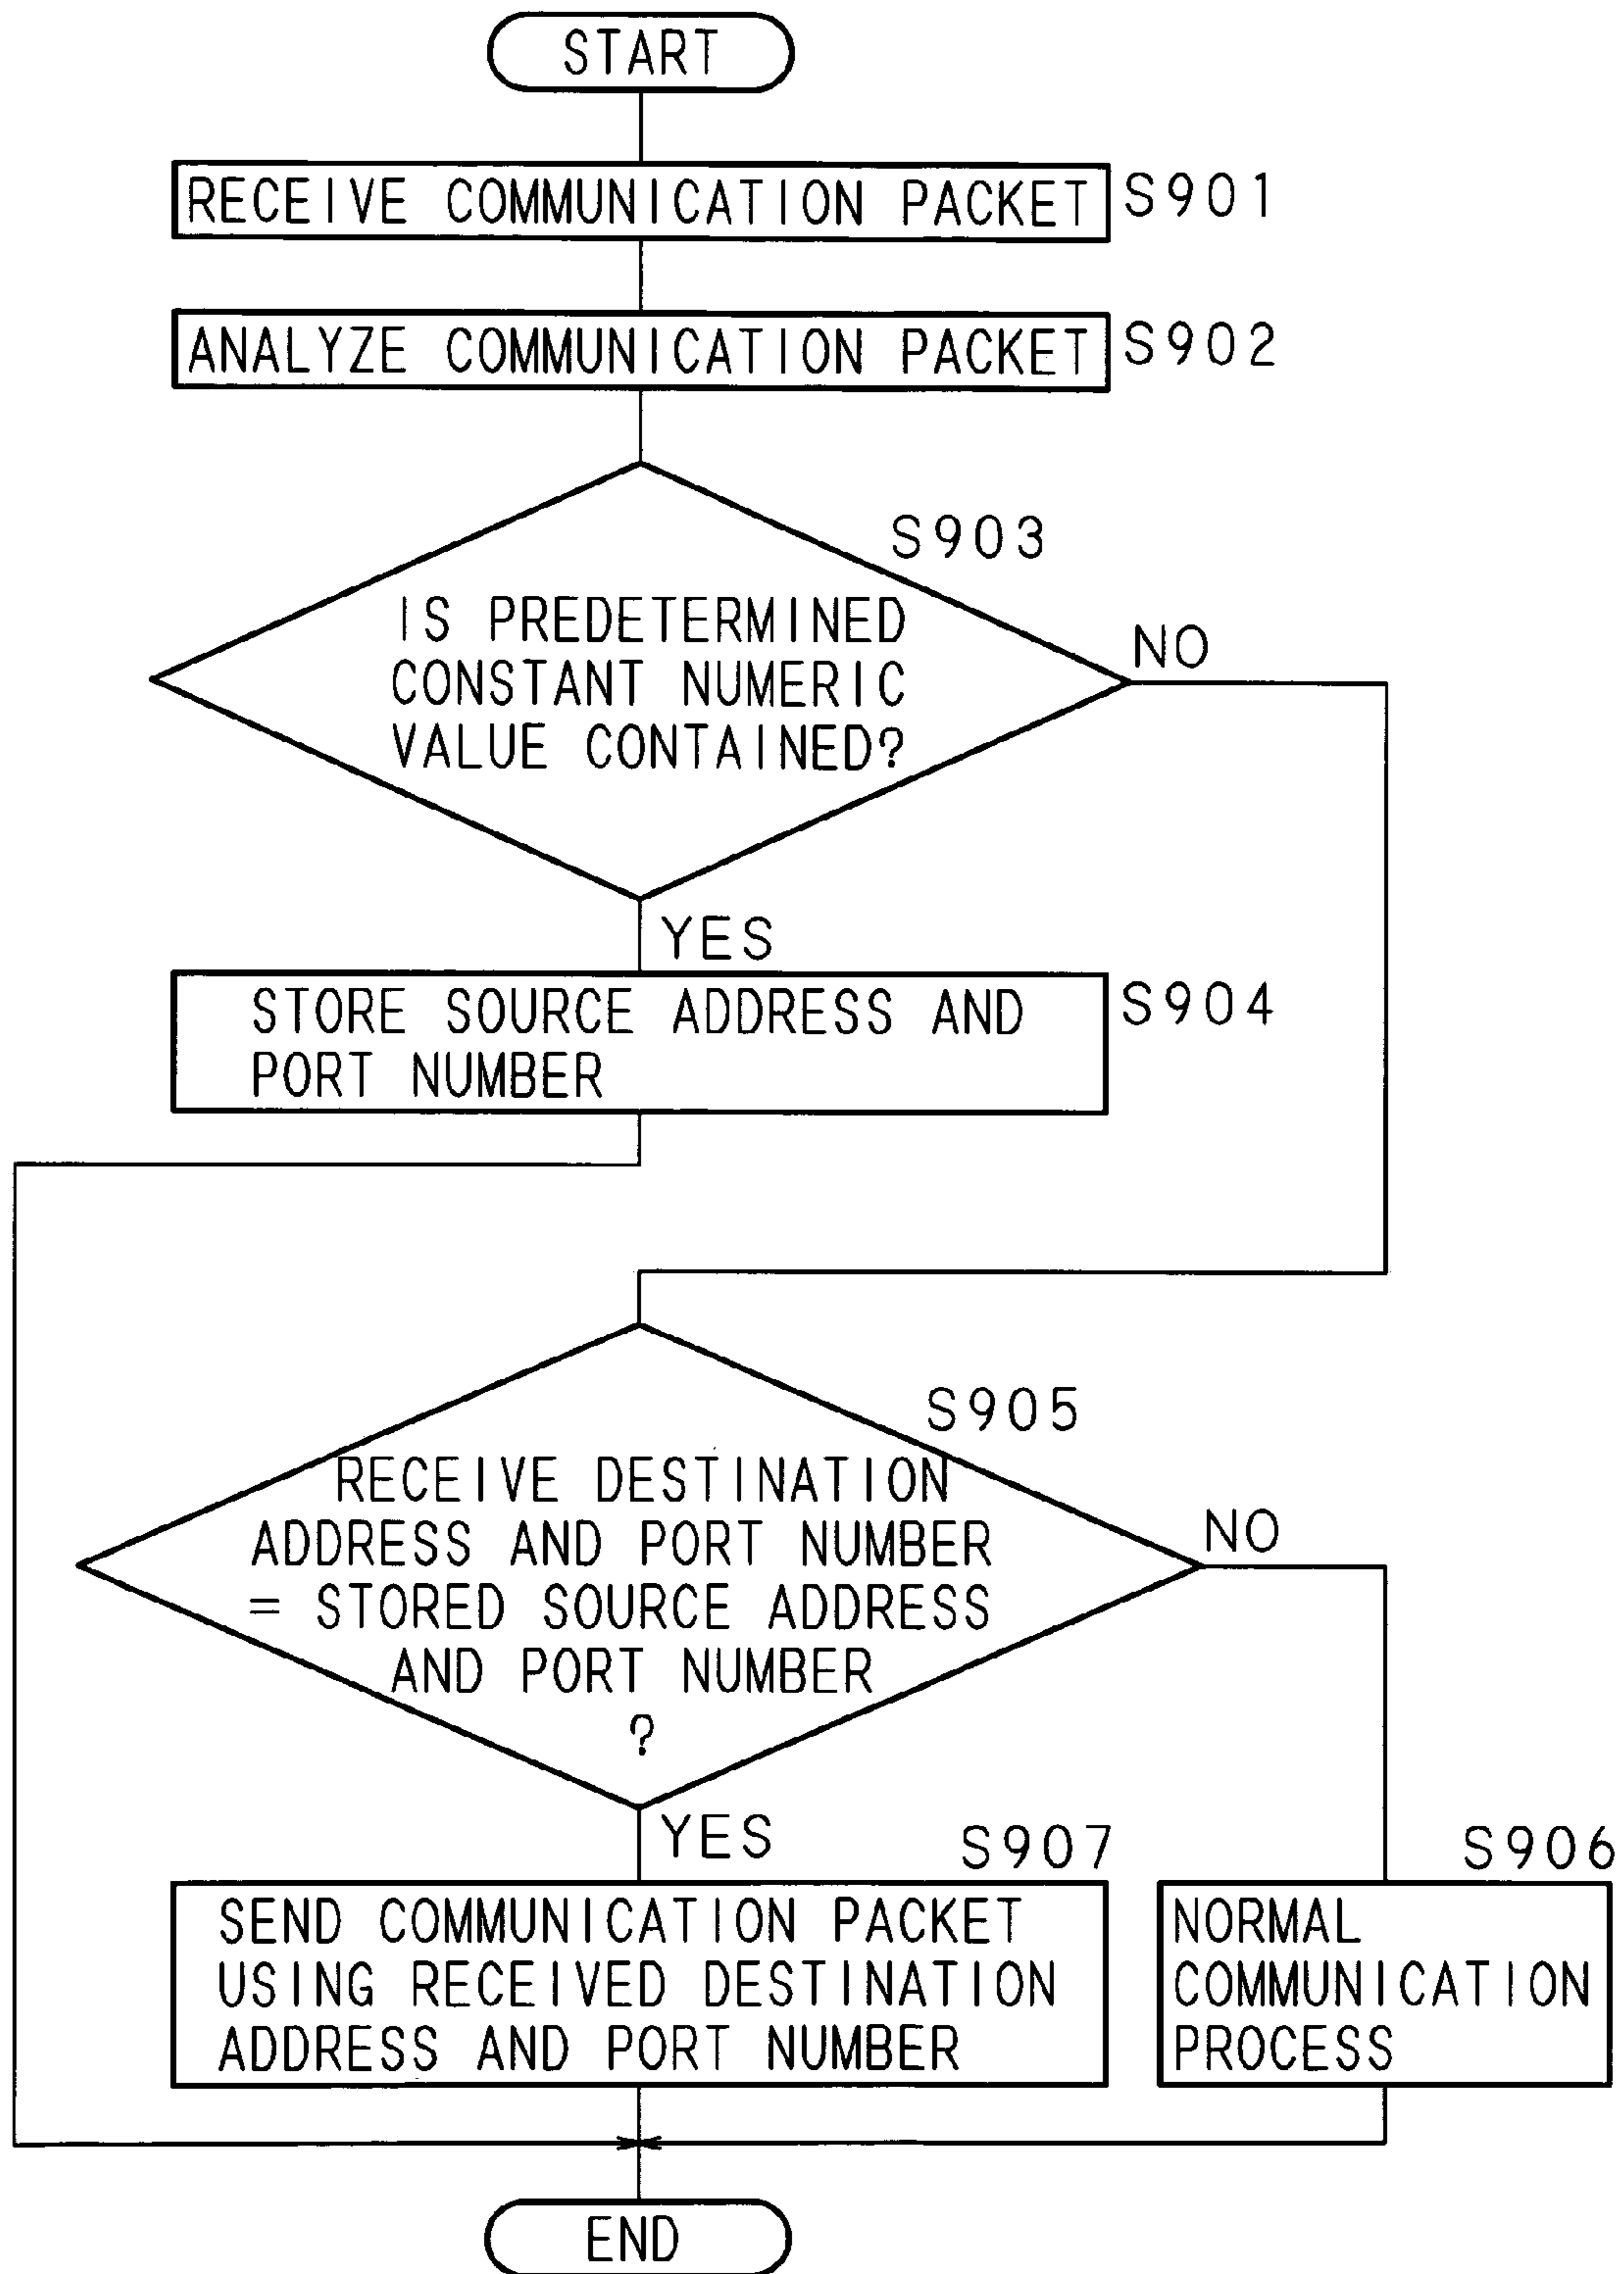 START
RECEIVE COMMUNICATION PACKET
S901
ANALYZE COMMUNICATION PACKET
S902
S903
IS PREDETERMINED
CONSTANT NUMERIC
VALUE CONTAINED?
NO
YES
STORE SOURCE ADDRESS AND
PORT NUMBER
S904
S905
RECEIVE DESTINATION
ADDRESS AND PORT NUMBER
= STORED SOURCE ADDRESS
AND PORT NUMBER
?
NO
YES
S907
SEND COMMUNICATION PACKET
USING RECEIVED DESTINATION
ADDRESS AND PORT NUMBER
S906
NORMAL
COMMUNICATION
PROCESS
END